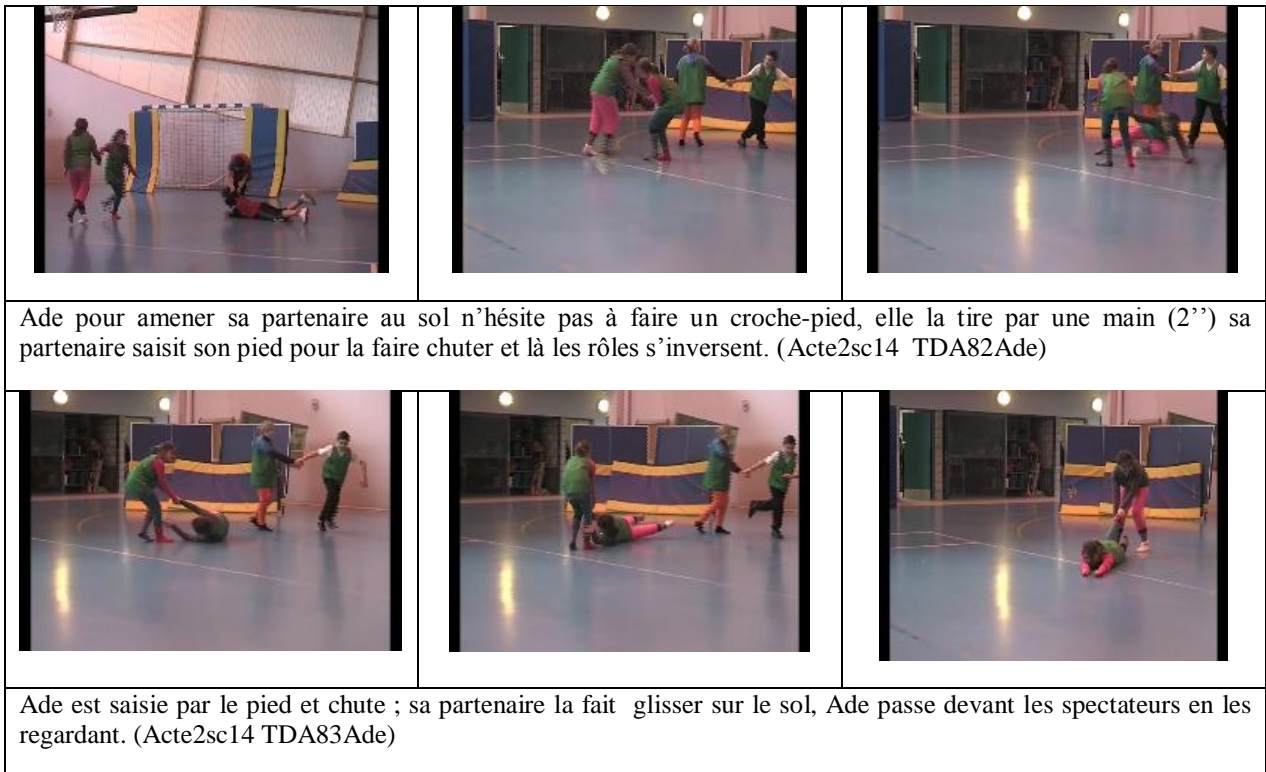 Ade pour amener sa partenaire au sol n’hésite pas à faire un croche-pied, elle la tire par une main (2’’) sa
partenaire saisit son pied pour la faire chuter et là les rôles s’inversent. (Acte2sc14 TDA82Ade)
Ade est saisie par le pied et chute ; sa partenaire la fait glisser sur le sol, Ade passe devant les spectateurs en les
regardant. (Acte2sc14 TDA83Ade)